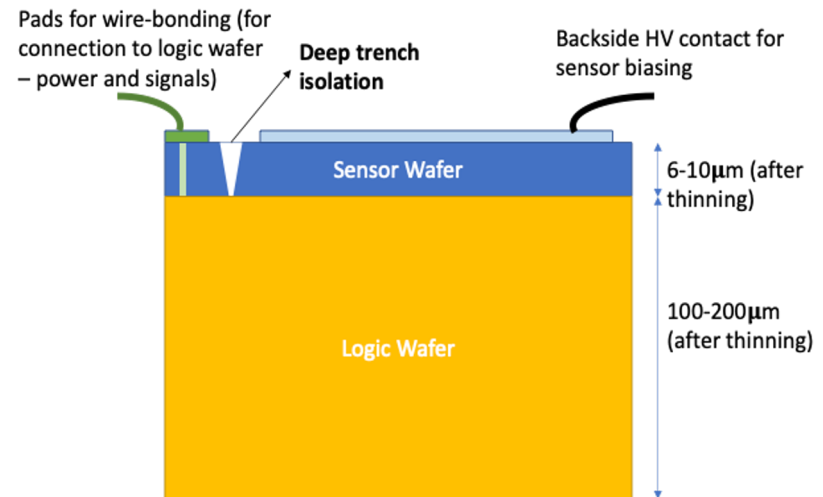 Pads for wire-bonding (for
connection to logic wafer
– power and signals)
Deep trench
isolation
Backside HV contact for
sensor biasing
Sensor Wafer
6-10μm (after
thinning)
Logic Wafer
100-200μm
(after thinning)